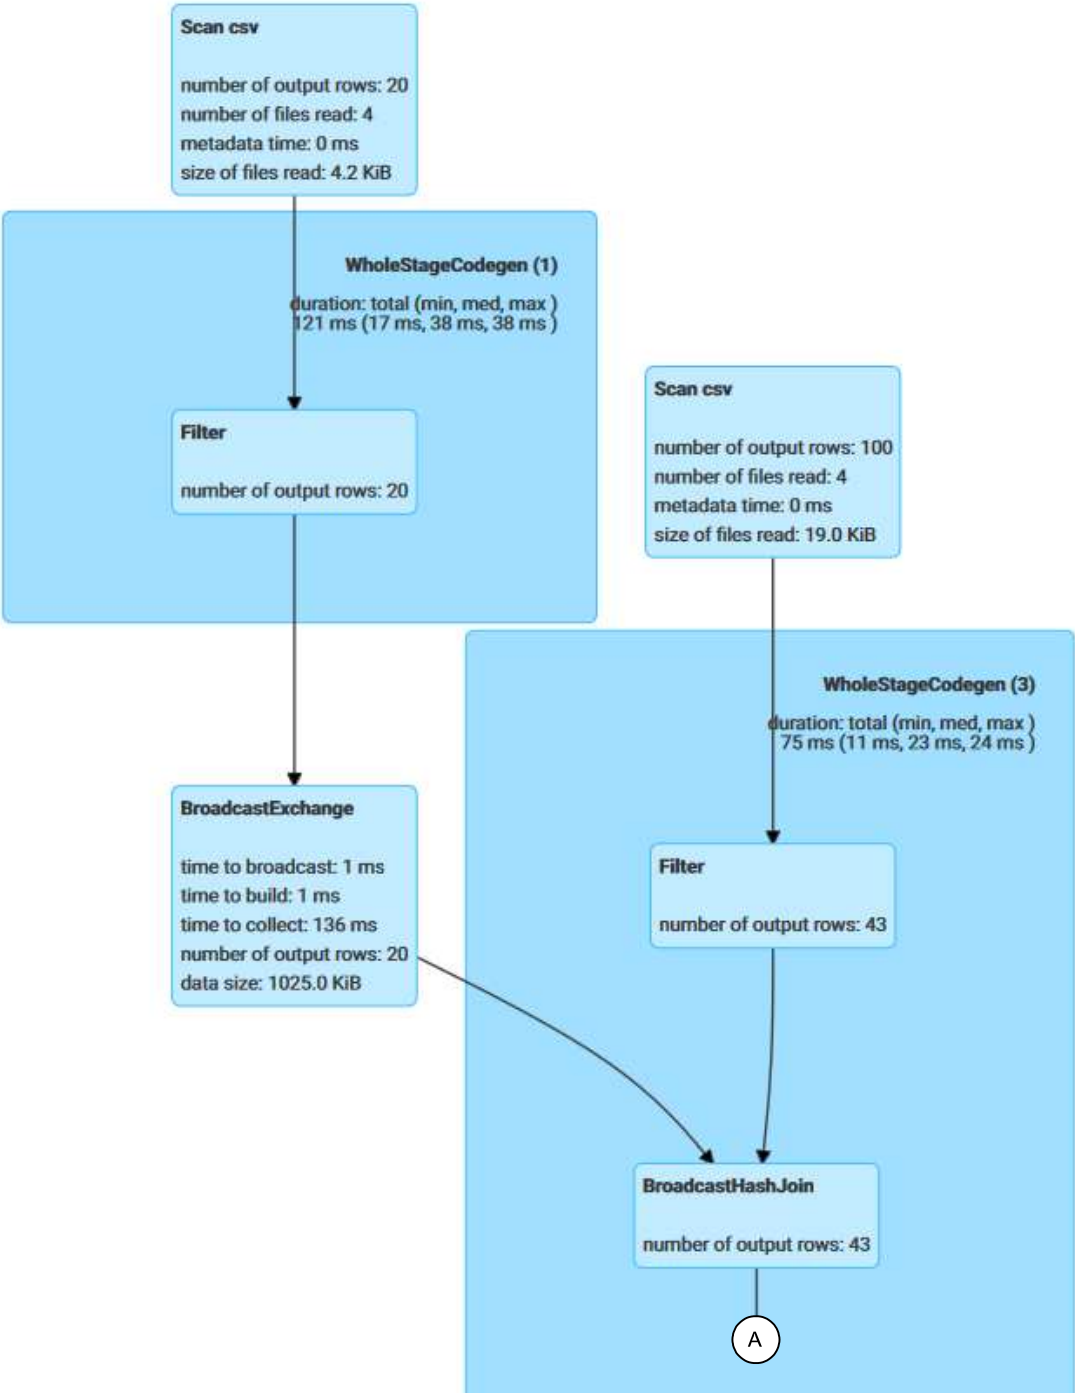 Scan csv
number of output rows: 20
number of files read: 4
metadata time: 0 ms
size of files read: 4.2 KiB
WholeStageCodegen (1)
duration: total (min, med, max )
121 ms (17 ms, 38 ms, 38 ms )
Filter
number of output rows: 20
Scan csv
number of output rows: 100
number of files read: 4
metadata time: 0 ms
size of files read: 19.0 KiB
WholeStageCodegen (3)
duration: total (min, med, max )
75 ms (11 ms, 23 ms, 24 ms )
BroadcastExchange
time to broadcast: 1 ms
time to build: 1 ms
time to collect: 136 ms
number of output rows: 20
data size: 1025.0 KiB
Filter
number of output rows: 43
BroadcastHashJoin
number of output rows: 43
A